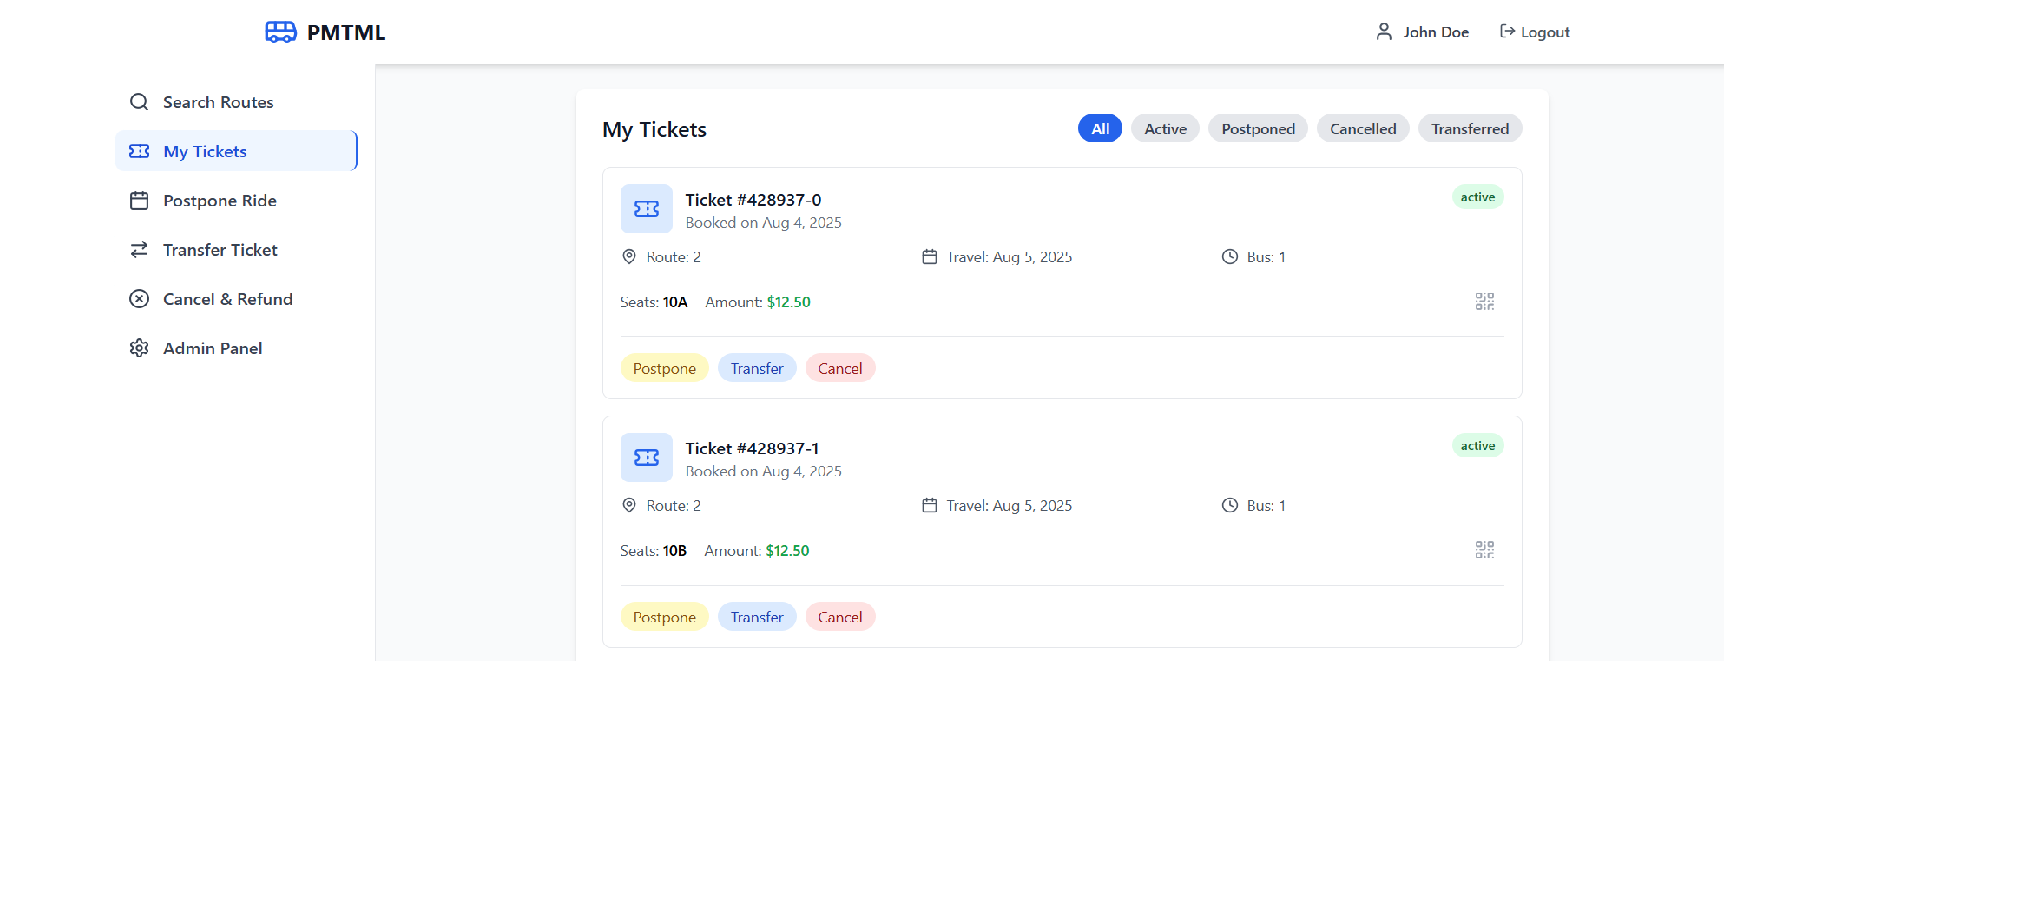 PMTML
John Doe
Logout
Search Routes
My Tickets
Postpone Ride
Transfer Ticket
Cancel & Refund
Admin Panel
My Tickets
All Active Postponed Cancelled Transferred
Ticket #428937-0
active
Booked on Aug 4, 2025
Route: 2 Travel: Aug 5, 2025 Bus: 1
Seats: 10A Amount: $12.50
Postpone Transfer Cancel
Ticket #428937-1
active
Booked on Aug 4, 2025
Route: 2 Travel: Aug 5, 2025 Bus: 1
Seats: 10B Amount: $12.50
Postpone Transfer Cancel